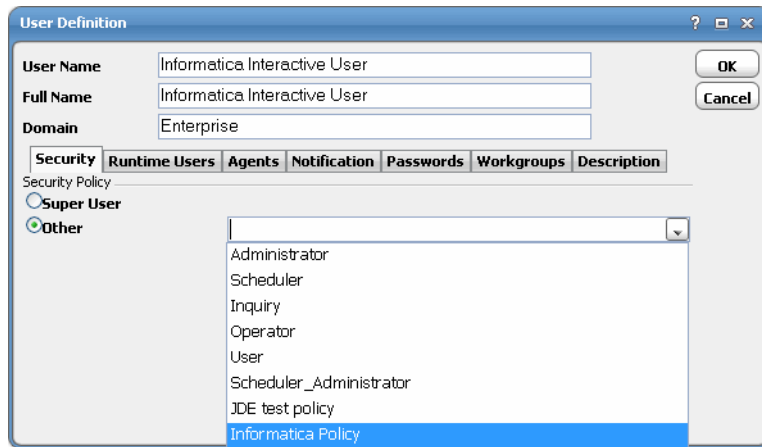 User Definition
User Name Informatica Interactive User
OK
Full Name Informatica Interactive User
Cancel
Domain Enterprise
Security Runtime Users Agents Notification Passwords Workgroups Description
Security Policy
Super User
Other
Administrator
Scheduler
Inquiry
Operator
User
Scheduler_Administrator
JDE test policy
Informatica Policy